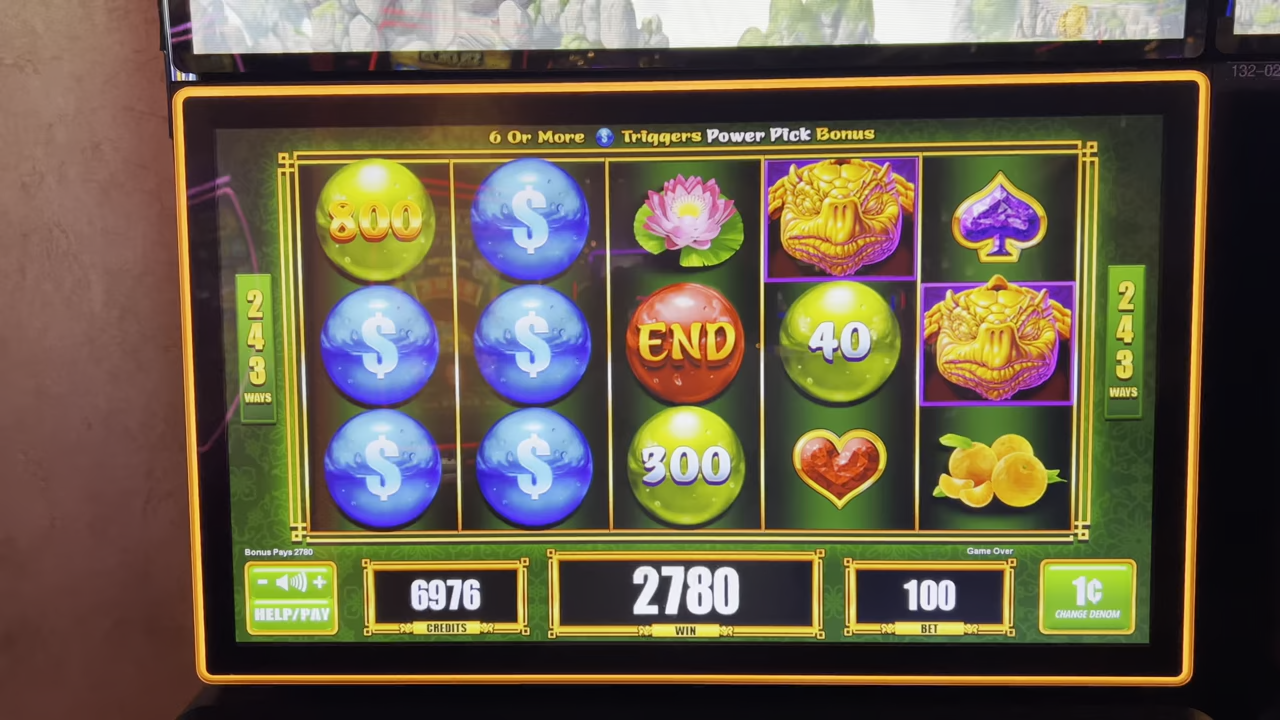 132-02
6 Or More $ Triggers Power Pick Bonus
800 $
$ $ END 40
$ $ 300
243
WAYS
243
WAYS
Bonus Pays 2780
Game Over
- +
HELP/PAY
6976
CREDITS
2780
WIN
100
BET
1¢
CHANGE DENOM